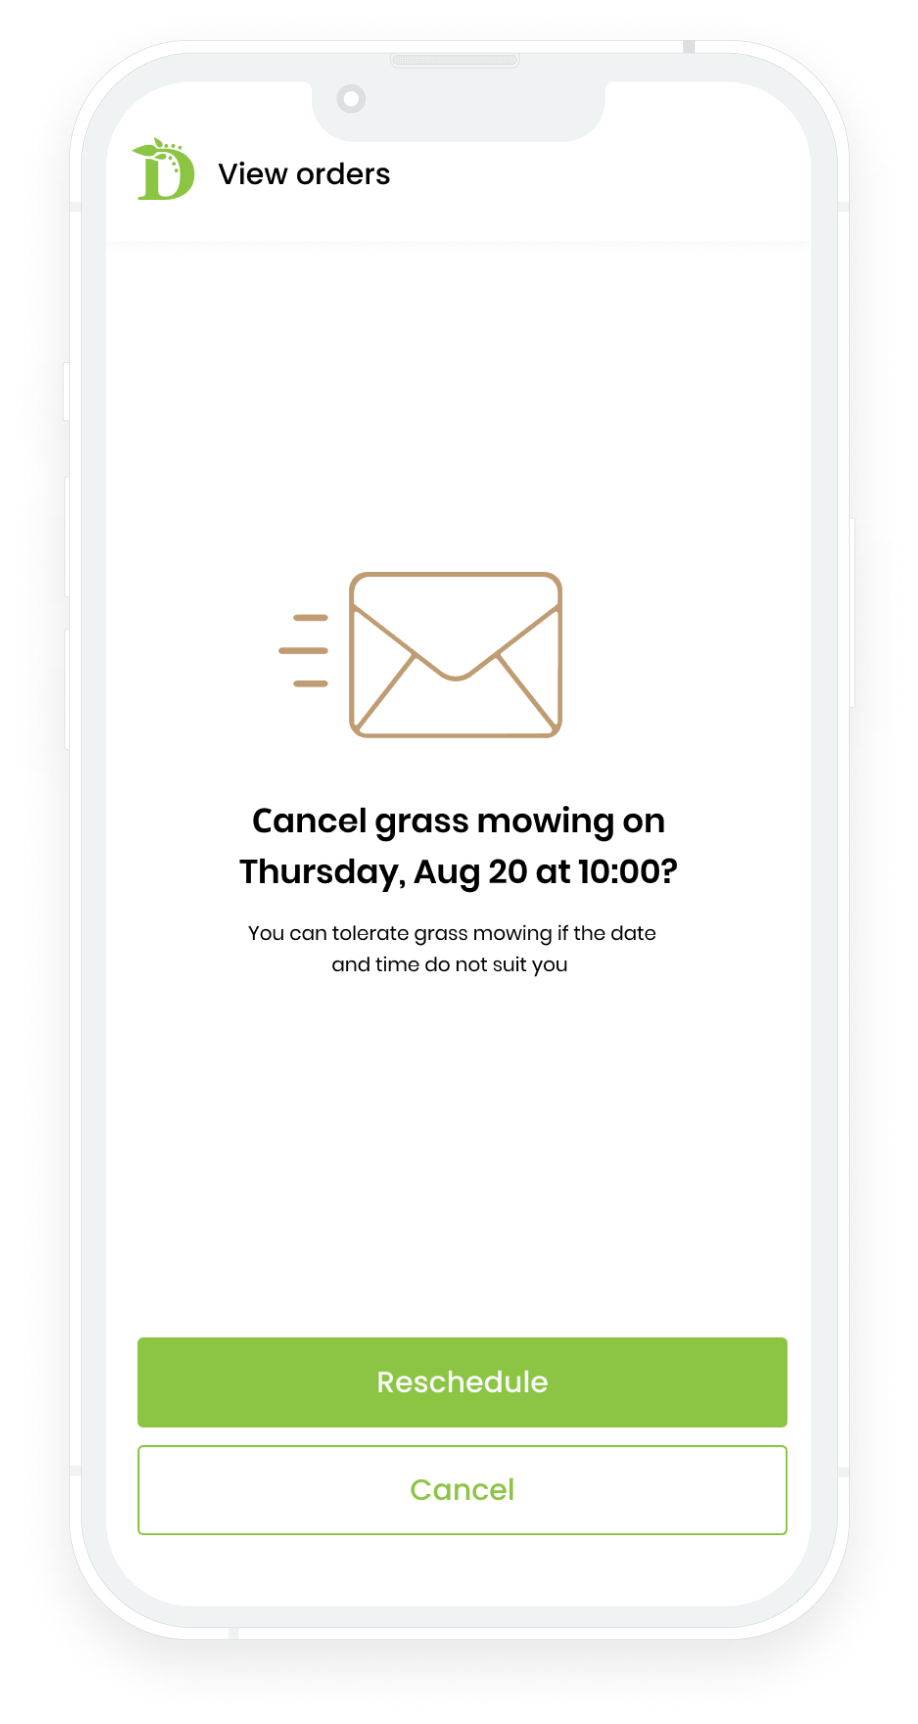 D
View orders
Cancel grass mowing on
Thursday, Aug 20 at 10:00?
You can tolerate grass mowing if the date
and time do not suit you
Reschedule
Cancel